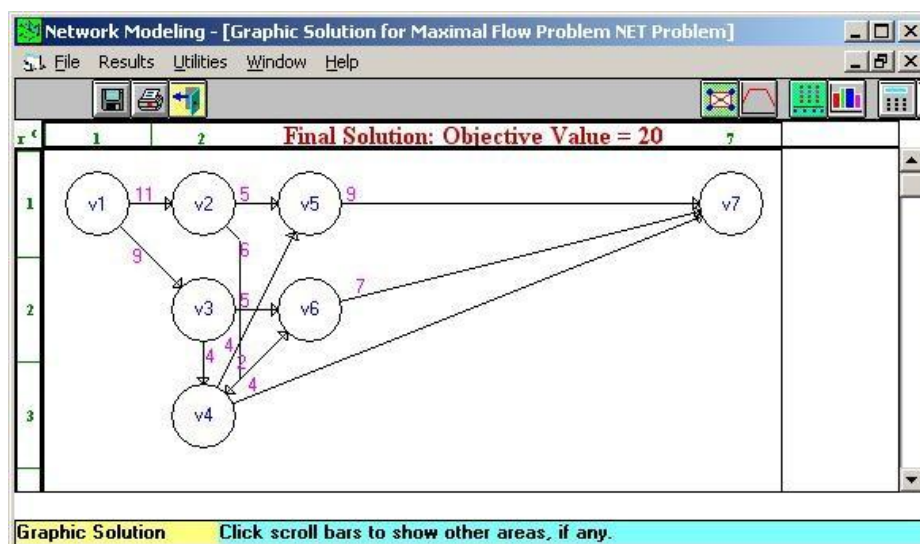 Network Modeling - [Graphic Solution for Maximal Flow Problem NET Problem]
File Results Utilities Window Help
r c 1 2 Final Solution: Objective Value = 20 7
1
v1 11 v2 5 v5 9 v7
9 6
2
v3 5 v6 7
4 4 2 4
3
v4
Graphic Solution Click scroll bars to show other areas, if any.